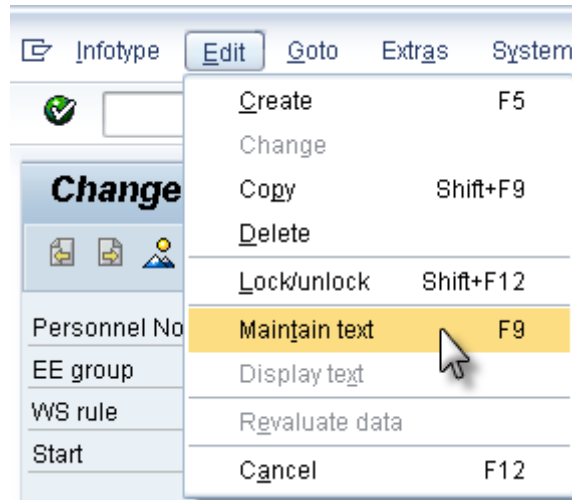 Infotype Edit Goto Extras System
Create F5
Change
Copy Shift+F9
Change
Delete
Lock/unlock Shift+F12
Personnel No
Maintain text F9
EE group
Display text
WS rule
Revaluate data
Start
Cancel F12